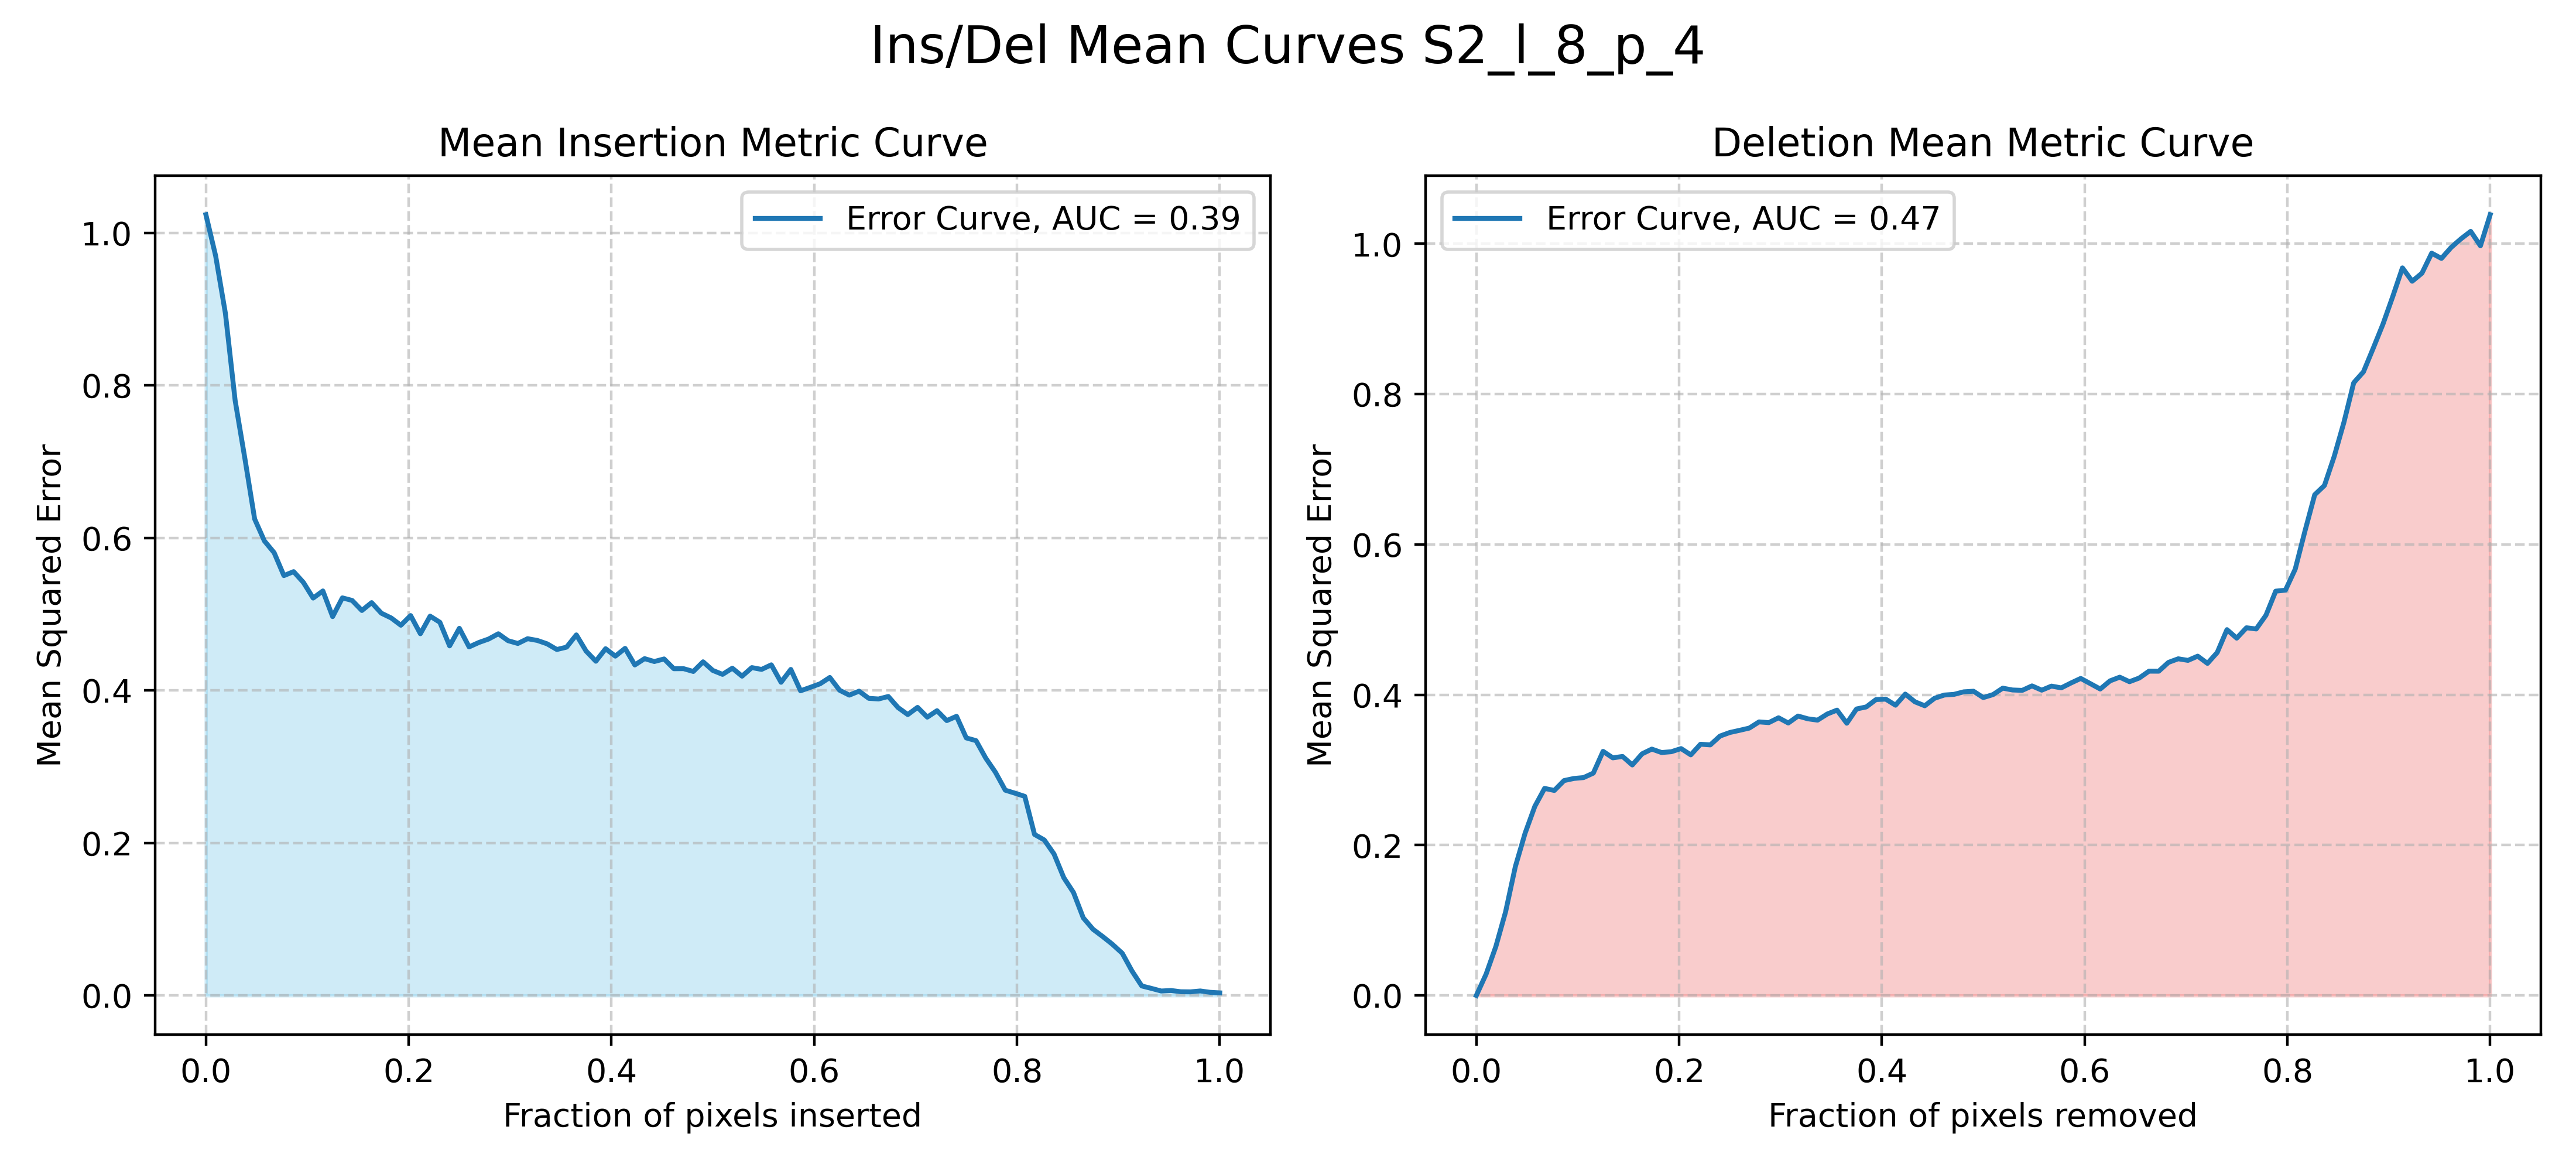 Ins/Del Mean Curves S2_l_8_p_4
Mean Insertion Metric Curve
Error Curve, AUC = 0.39
Mean Squared Error
1.0
0.8
0.6
0.4
0.2
0.0
0.0 0.2 0.4 0.6 0.8 1.0
Fraction of pixels inserted
Deletion Mean Metric Curve
Error Curve, AUC = 0.47
Mean Squared Error
1.0
0.8
0.6
0.4
0.2
0.0
0.0 0.2 0.4 0.6 0.8 1.0
Fraction of pixels removed